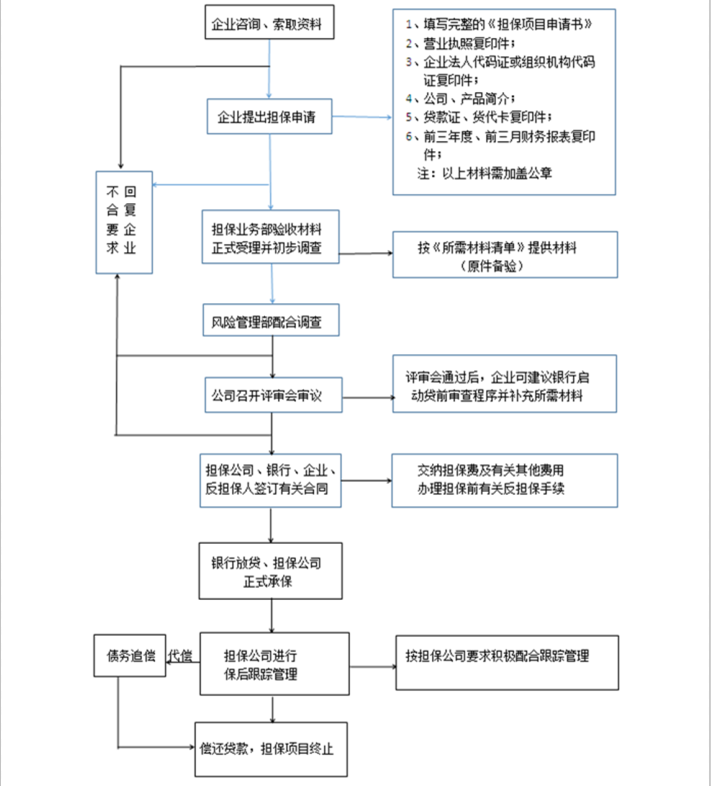 企业咨询、索取资料
1、填写完整的《担保项目申请书》
2、营业执照复印件；
3、企业法人代码证或组织机构代码
证复印件；
4、公司、产品简介；
5、贷款证、货代卡复印件；
6、前三年度、前三月财务报表复印
件；
注：以上材料需加盖公章
企业提出担保申请
不 回
合 复
要 企
求 业
担保业务部验收材料
正式受理并初步调查
按《所需材料清单》提供材料
（原件备验）
风险管理部配合调查
公司召开评审会审议
评审会通过后，企业可建议银行启
动贷前审查程序并补充所需材料
担保公司、银行、企业、
反担保人签订有关合同
交纳担保费及有关其他费用
办理担保前有关反担保手续
银行放贷、担保公司
正式承保
债务追偿
代偿
担保公司进行
保后跟踪管理
按担保公司要求积极配合跟踪管理
偿还贷款，担保项目终止